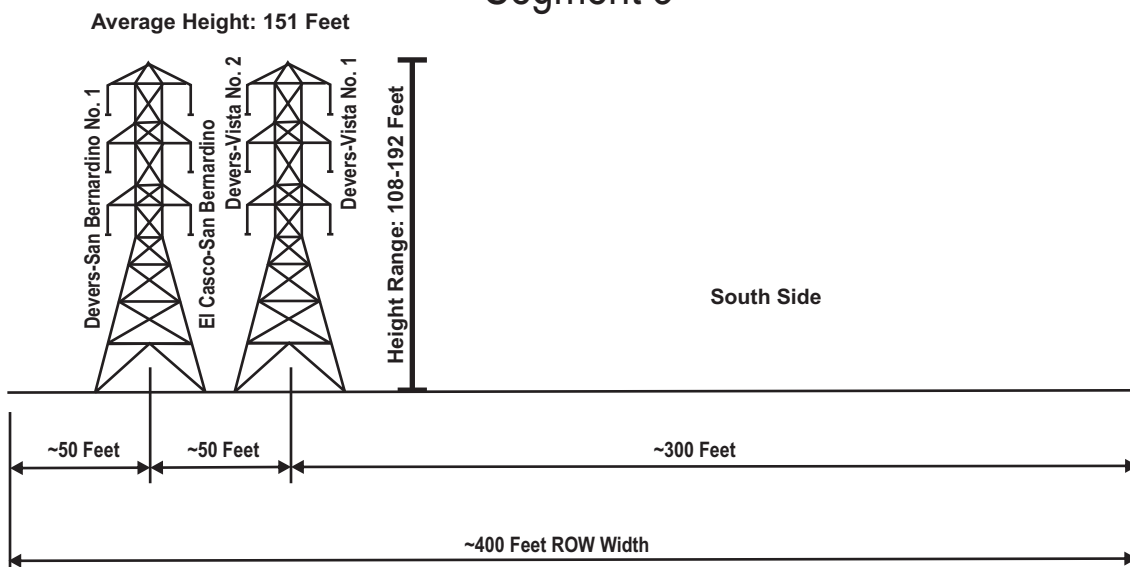 Average Height: 151 Feet
Devers-San Bernardino No. 1
El Casco-San Bernardino
Devers-Vista No. 2
Devers-Vista No. 1
Height Range: 108-192 Feet
South Side
~50 Feet
~50 Feet
~300 Feet
~400 Feet ROW Width